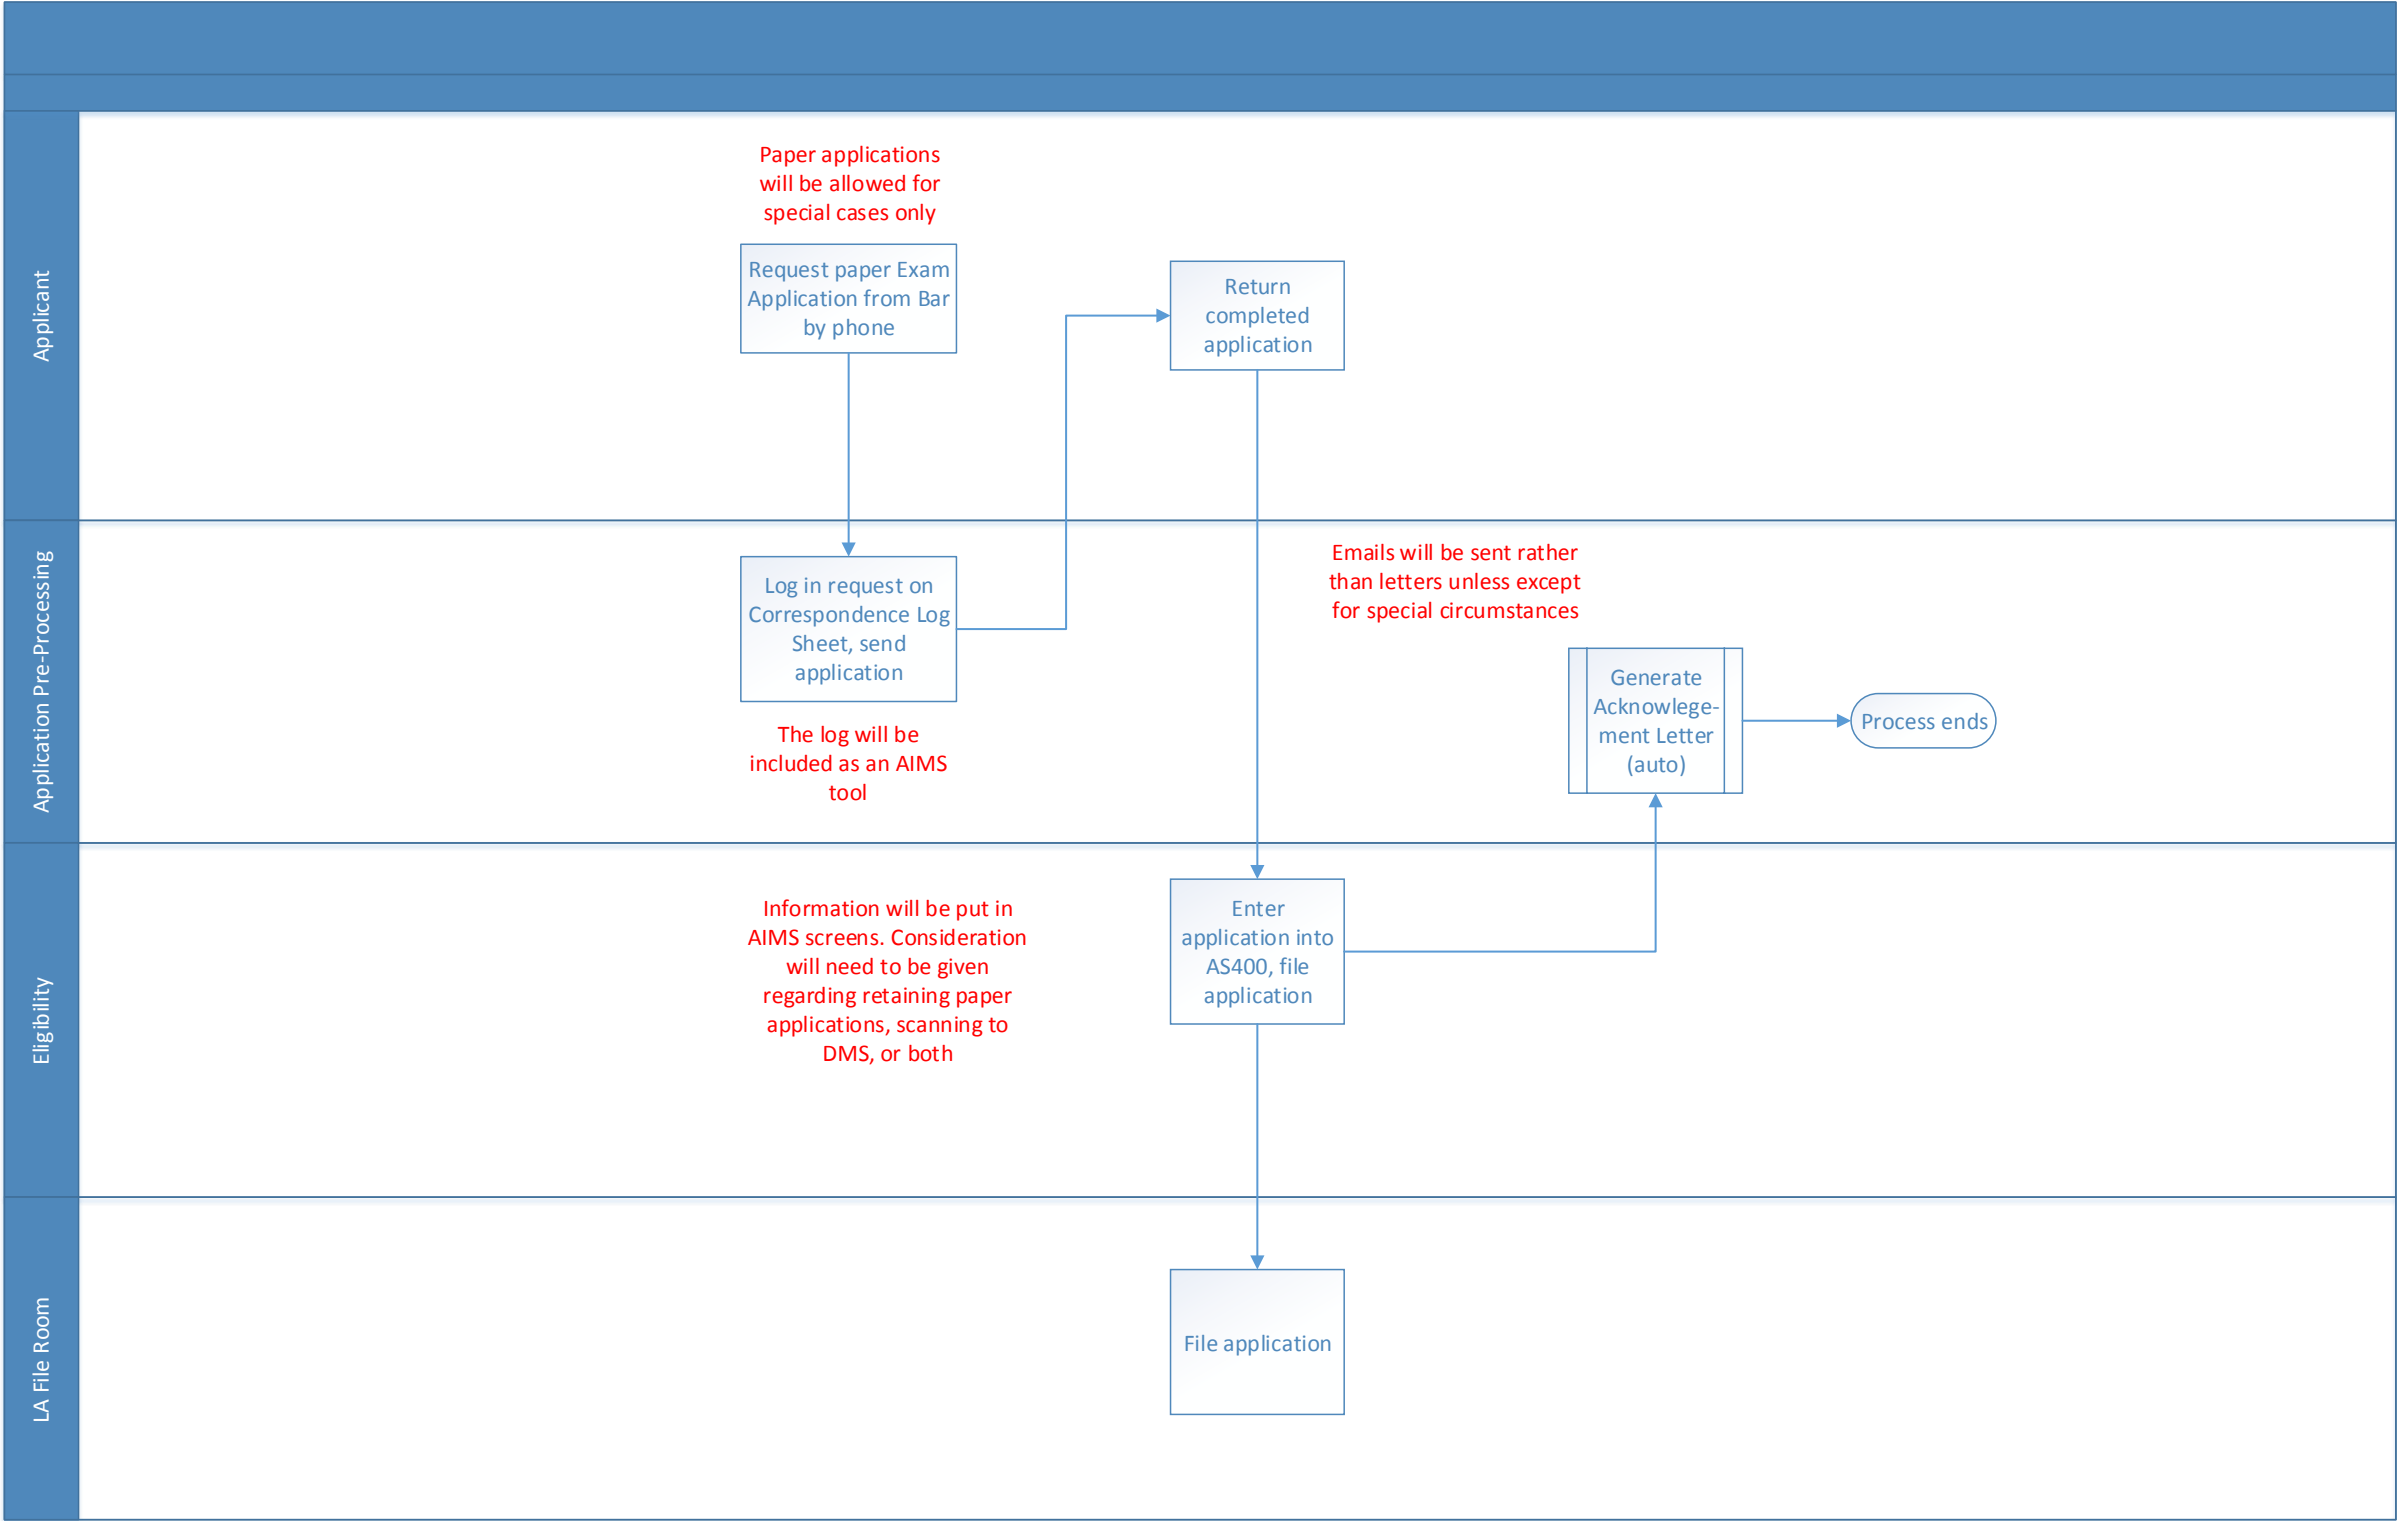 Applicant
Paper applications
will be allowed for
special cases only
Request paper Exam
Application from Bar
by phone
Return
completed
application
Application Pre-Processing
Log in request on
Correspondence Log
Sheet, send
application
The log will be
included as an AIMS
tool
Emails will be sent rather
than letters unless except
for special circumstances
Generate
Acknowlege-
ment Letter
(auto)
Process ends
Eligibility
Information will be put in
AIMS screens. Consideration
will need to be given
regarding retaining paper
applications, scanning to
DMS, or both
Enter
application into
AS400, file
application
LA File Room
File application